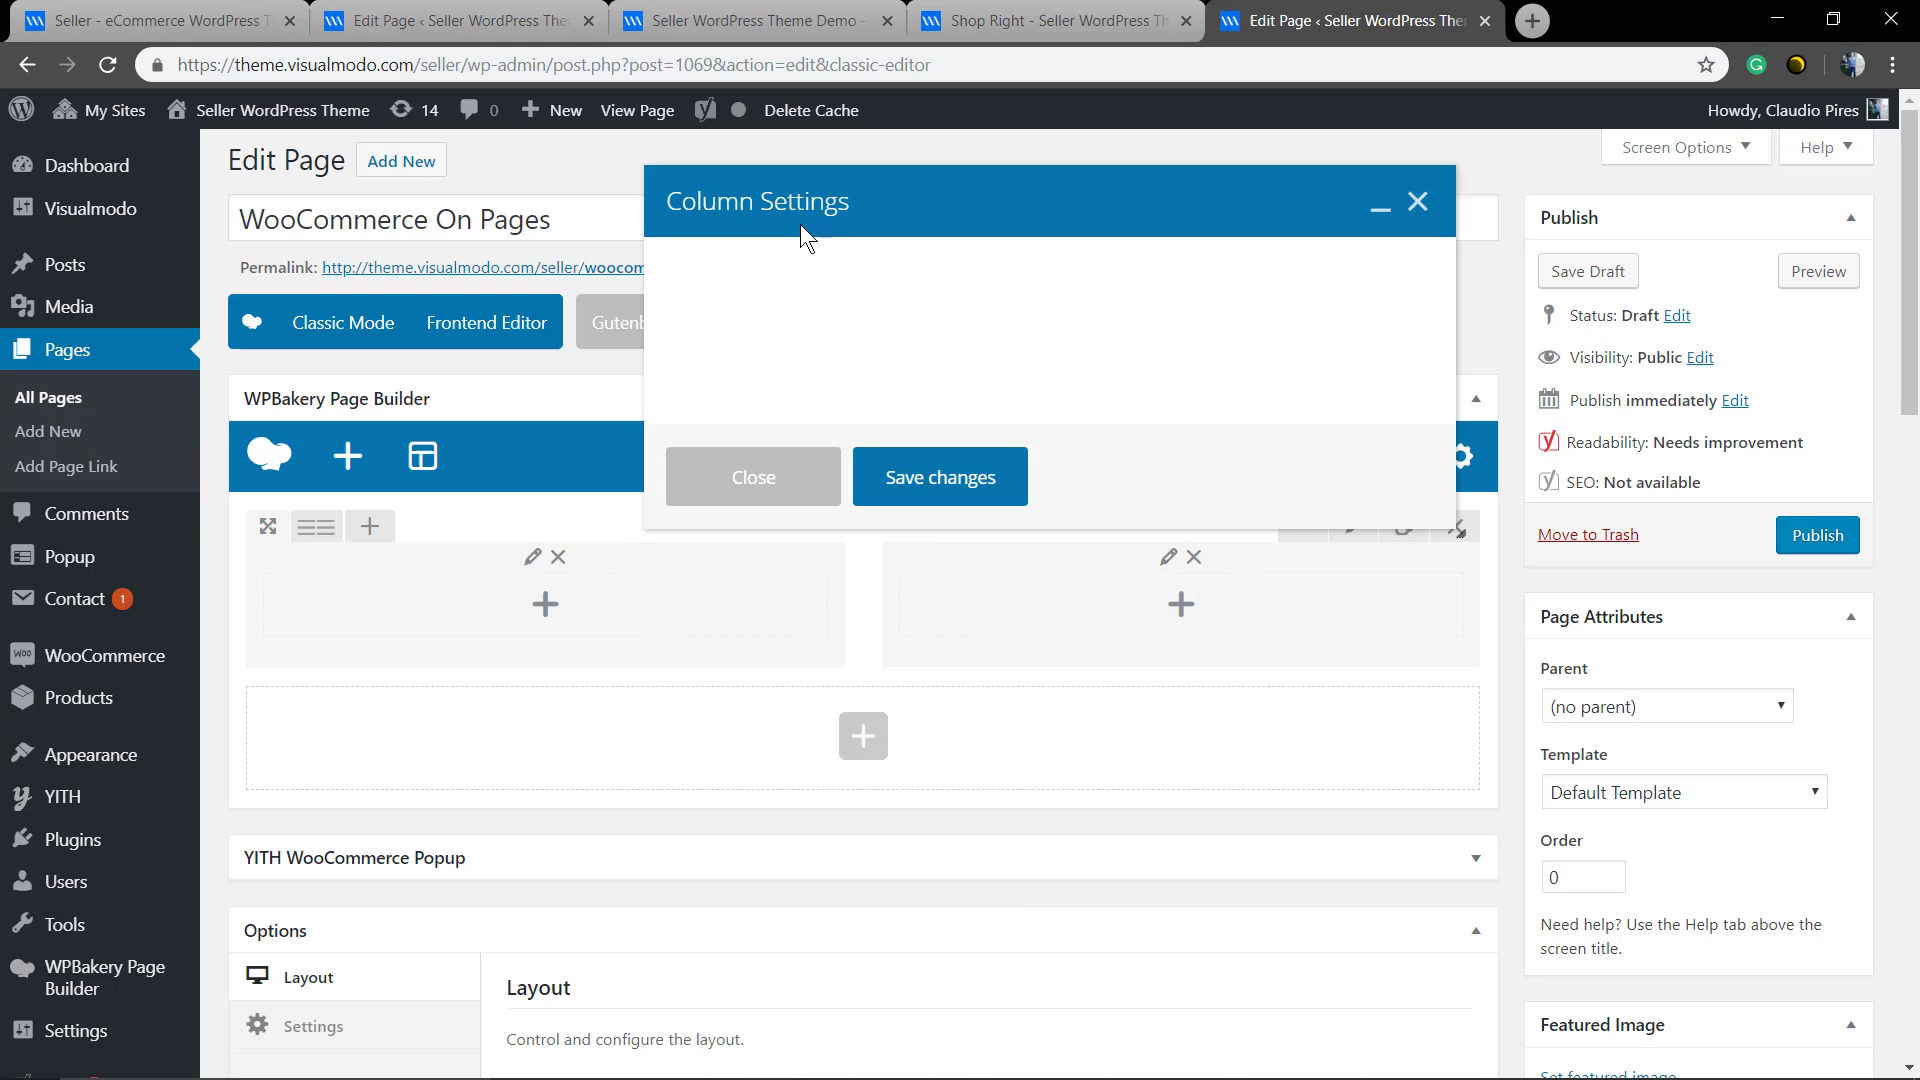 Seller - eCommerce WordPress T
Edit Page ‹ Seller WordPress The
Seller WordPress Theme Demo -
Shop Right - Seller WordPress Th
Edit Page ‹ Seller WordPress Ther
https://theme.visualmodo.com/seller/wp-admin/post.php?post=1069&action=edit&classic-editor
My Sites
Seller WordPress Theme
14
0
New
View Page
Delete Cache
Howdy, Claudio Pires
Dashboard
Visualmodo
Posts
Media
Pages
All Pages
Add New
Add Page Link
Comments
Popup
Contact 1
WooCommerce
Products
Appearance
YITH
Plugins
Users
Tools
WPBakery Page
Builder
Settings
Edit Page
Add New
Screen Options
Help
WooCommerce On Pages
Permalink: http://theme.visualmodo.com/seller/woocom
Classic Mode
Frontend Editor
Gutenb
WPBakery Page Builder
Column Settings
Close
Save changes
YITH WooCommerce Popup
Options
Layout
Settings
Layout
Control and configure the layout.
Publish
Save Draft
Preview
Status: Draft Edit
Visibility: Public Edit
Publish immediately Edit
Readability: Needs improvement
SEO: Not available
Move to Trash
Publish
Page Attributes
Parent
(no parent)
Template
Default Template
Order
0
Need help? Use the Help tab above the
screen title.
Featured Image
Set featured image